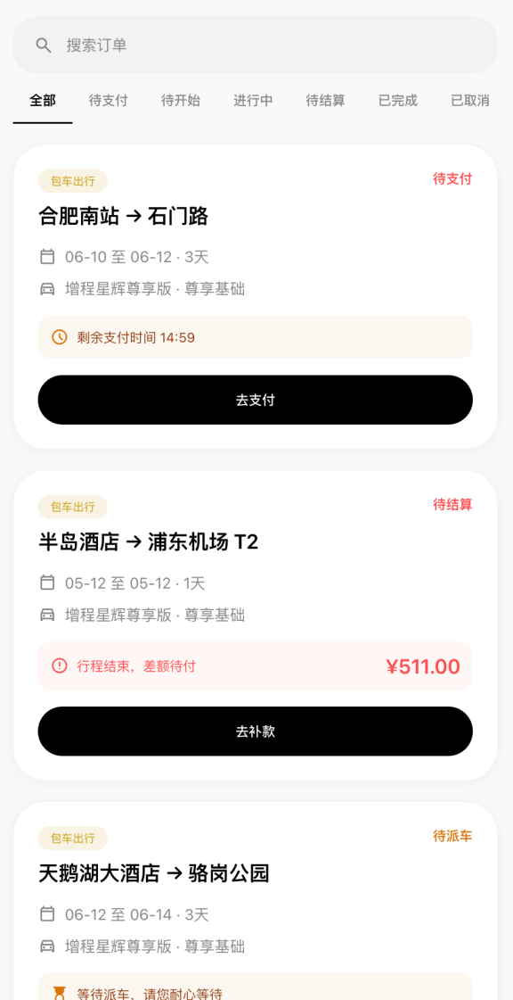 搜索订单
全部 待支付 待开始 进行中 待结算 已完成 已取消
包车出行 待支付
合肥南站 → 石门路
06-10 至 06-12 · 3天
增程星辉尊享版 · 尊享基础
剩余支付时间 14:59
去支付
包车出行 待结算
半岛酒店 → 浦东机场 T2
05-12 至 05-12 · 1天
增程星辉尊享版 · 尊享基础
行程结束，差额待付 ¥511.00
去补款
包车出行 待派车
天鹅湖大酒店 → 骆岗公园
06-12 至 06-14 · 3天
增程星辉尊享版 · 尊享基础
等待派车，请您耐心等待